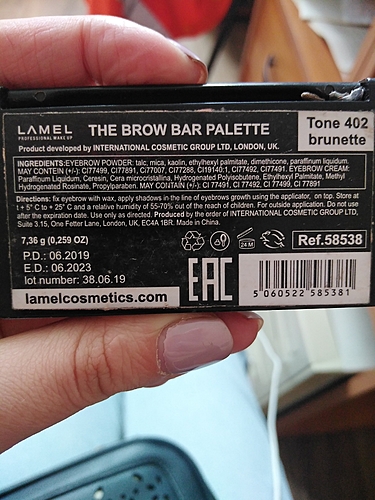 LAMEL
PROFESSIONAL MAKE UP
THE BROW BAR PALETTE
Tone 402
brunette
Product developed by INTERNATIONAL COSMETIC GROUP LTD, LONDON, UK.
INGREDIENTS:EYEBROW POWDER: talc, mica, kaolin, ethylhexyl palmitate, dimethicone, paraffinum liquidum.
MAY CONTEIN (+/-): CI77499, CI77891, CI77007, CI77288, CI19140:1, CI77492, CI77491. EYEBROW CREAM:
Paraffinum Liquidum, Ceresin, Cera microcristallina, Hydrogenated Polyisobutene, Ethylhexyl Palmitate, Methyl
Hydrogenated Rosinate, Propylparaben. MAY CONTAIN (+/-): CI 77491, CI 77492, CI 77499, CI 77891
Directions: fix eyebrow with wax, apply shadows in the line of eyebrows growth using the applicator, on top. Store at
t + 5° C to + 25° C and a relative humidity of 55-70% out of the reach of children. For outside application. Do not use
after the expiration date. Use only as directed. Produced by the order of INTERNATIONAL COSMETIC GROUP LTD,
Suite 3.15, One Fetter Lane, London, UK, EC4A 1BR. Made in China.
7,36 g (0,259 OZ)
24 M
Ref.58538
P.D.: 06.2019
E.D.: 06.2023
lot number: 38.06.19
EAC
lamelcosmetics.com
5 060522 585381